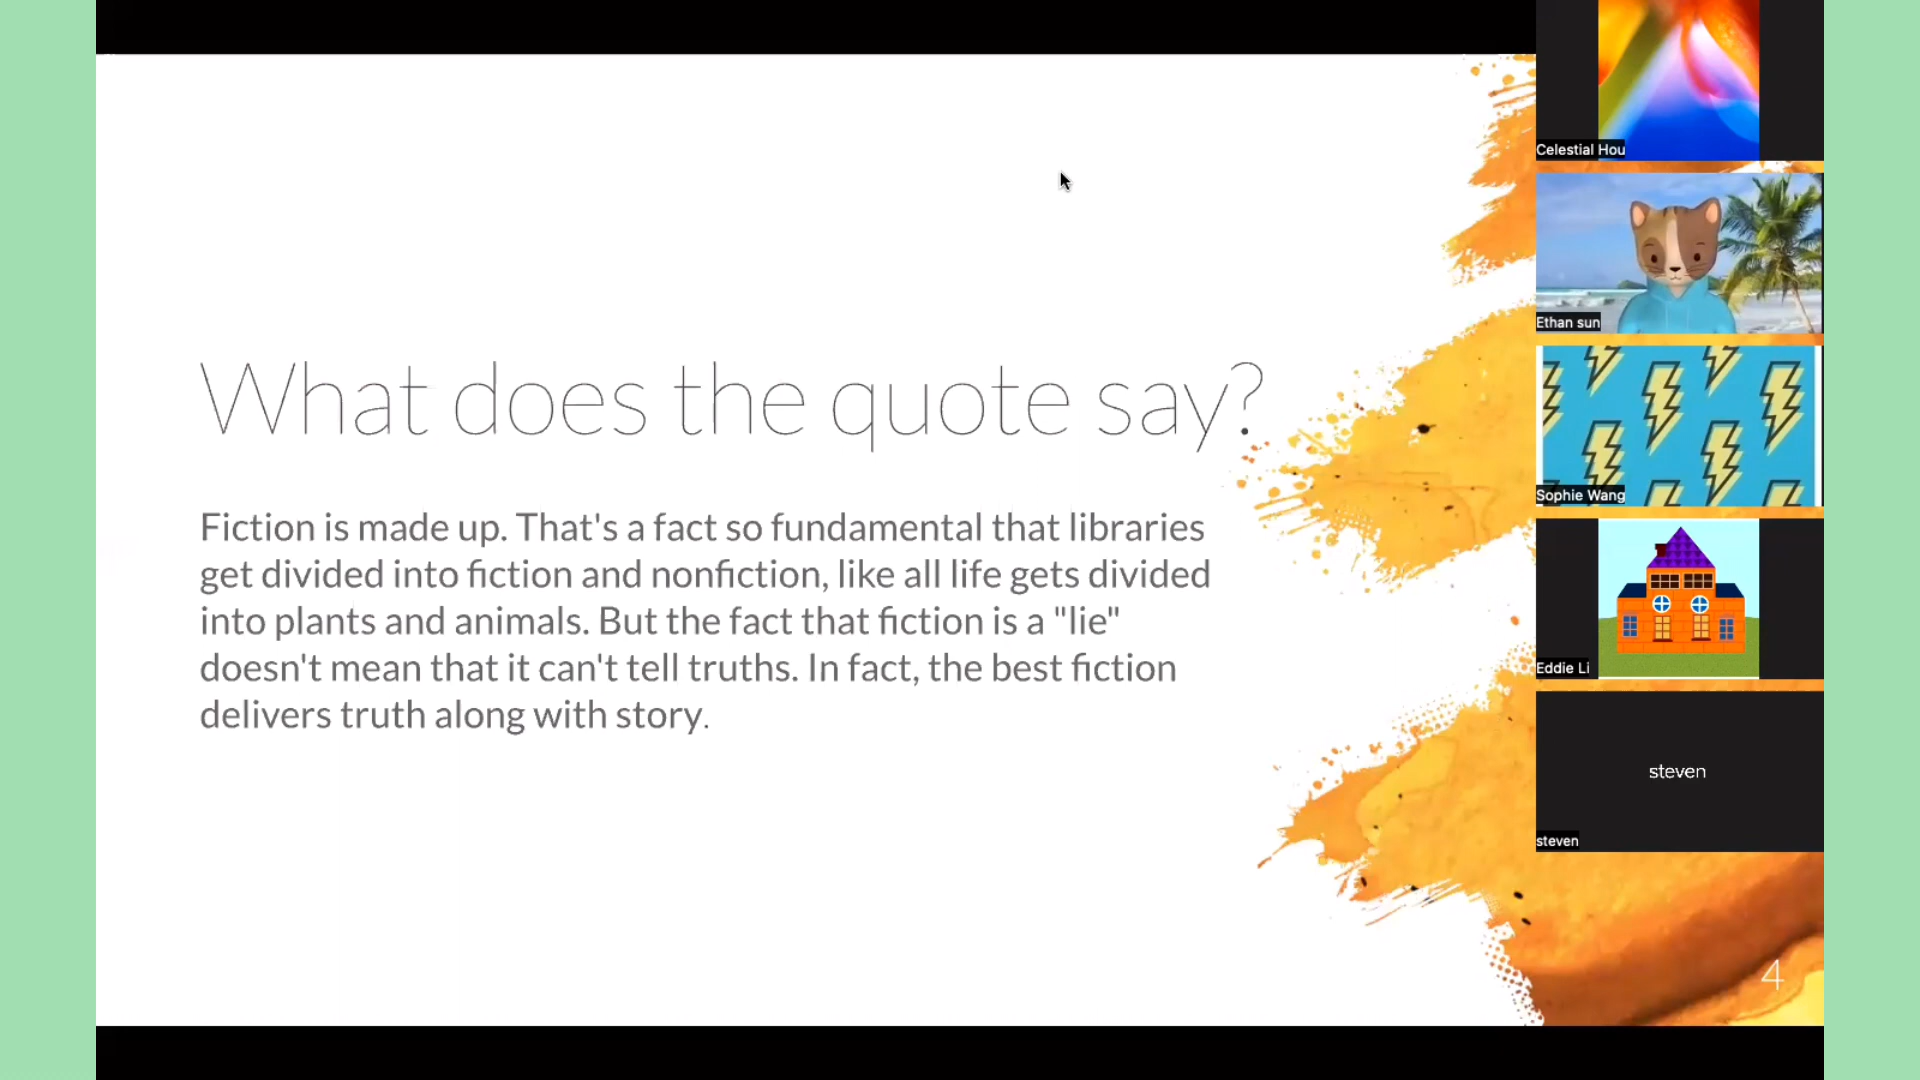 What does the quote say?
Fiction is made up. That's a fact so fundamental that libraries
get divided into fiction and nonfiction, like all life gets divided
into plants and animals. But the fact that fiction is a "lie"
doesn't mean that it can't tell truths. In fact, the best fiction
delivers truth along with story.
Celestial Hou
Ethan sun
Sophie Wang
Eddie Li
steven
steven
4